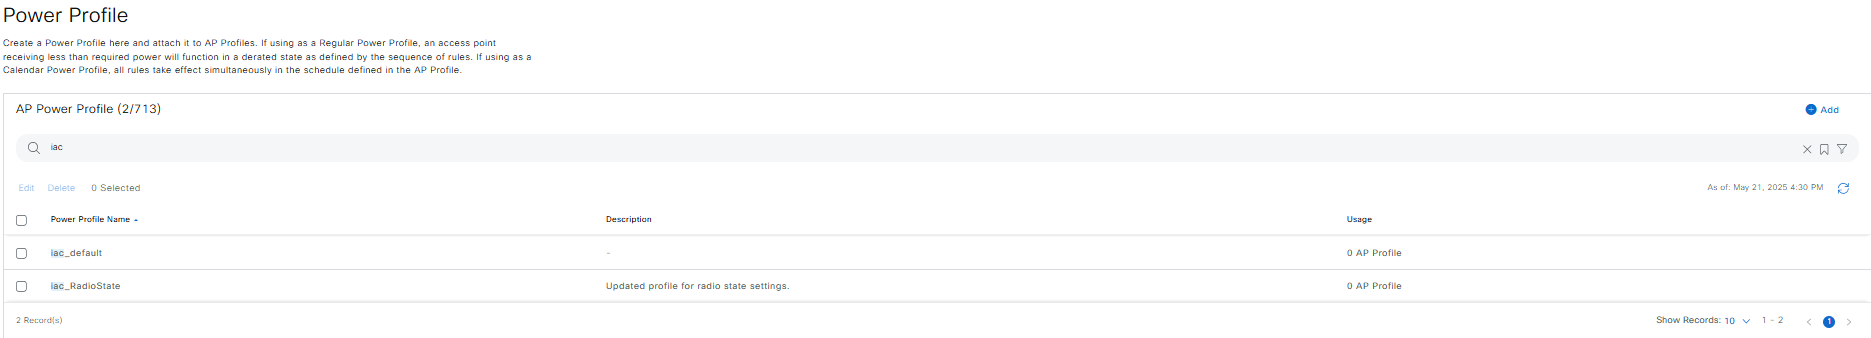 Power Profile
Create a Power Profile here and attach it to AP Profiles. If using as a Regular Power Profile, an access point
receiving less than required power will function in a derated state as defined by the sequence of rules. If using as a
Calendar Power Profile, all rules take effect simultaneously in the schedule defined in the AP Profile.
AP Power Profile (2/713)
Add
iac
Edit Delete 0 Selected
As of: May 21, 2025 4:30 PM
Power Profile Name Description Usage
iac_default - 0 AP Profile
iac_RadioState Updated profile for radio state settings. 0 AP Profile
2 Record(s)
Show Records: 10 1 - 2 1